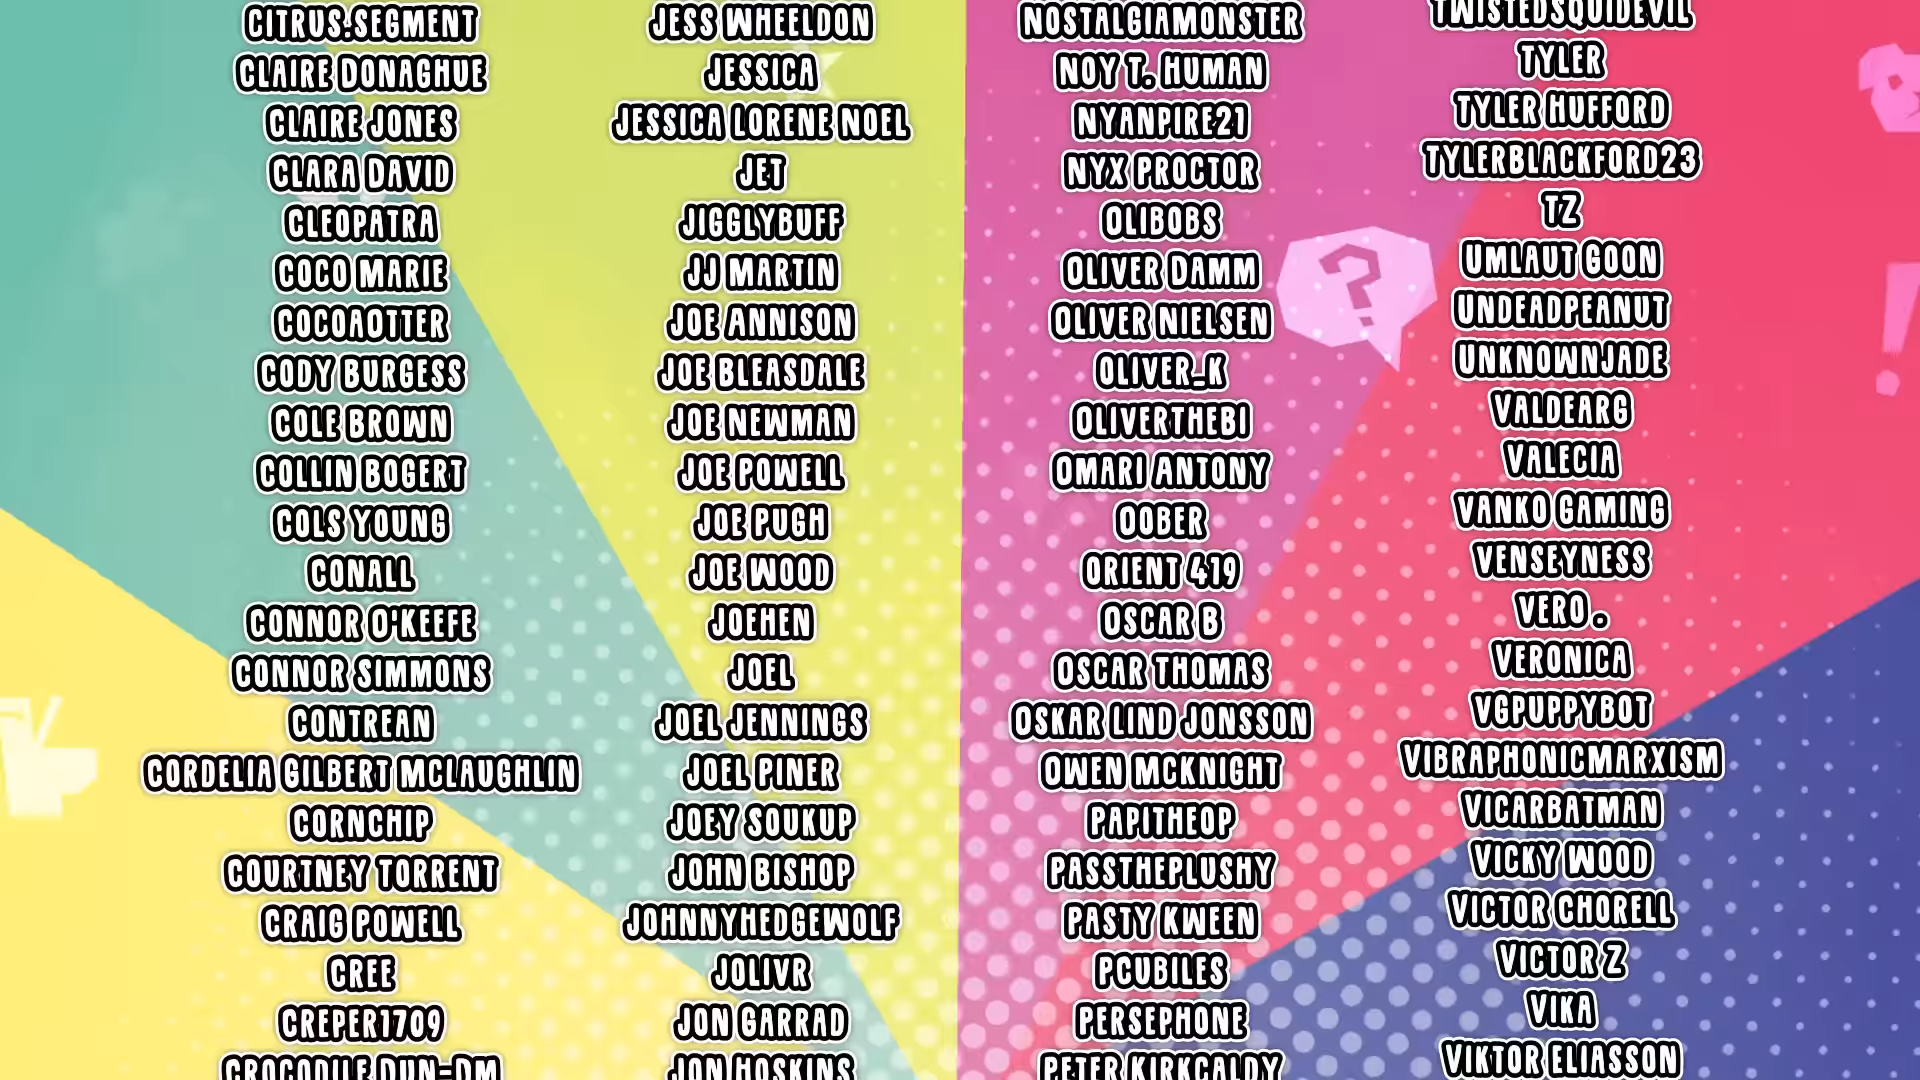 CITRUS.SEGMENT
CLAIRE DONAGHUE
CLAIRE JONES
CLARA DAVID
CLEOPATRA
COCO MARIE
COCOAOTTER
CODY BURGESS
COLE BROWN
COLLIN BOGERT
COLS YOUNG
CONALL
CONNOR O'KEEFE
CONNOR SIMMONS
CONTREAN
CORDELIA GILBERT MCLAUGHLIN
CORNCHIP
COURTNEY TORRENT
CRAIG POWELL
CREE
CREPER1709
CROCODILE DUN-DM
JESS WHEELDON
JESSICA
JESSICA LORENE NOEL
JET
JIGGLYBUFF
JJ MARTIN
JOE ANNISON
JOE BLEASDALE
JOE NEWMAN
JOE POWELL
JOE PUGH
JOE WOOD
JOEHEN
JOEL
JOEL JENNINGS
JOEL PINER
JOEY SOUKUP
JOHN BISHOP
JOHNNYHEDGEWOLF
JOLIVR
JON GARRAD
JON HOSKINS
NOSTALGIAMONSTER
NOY T. HUMAN
NYANPIRE21
NYX PROCTOR
OLIBOBS
OLIVER DAMM
OLIVER NIELSEN
OLIVER_K
OLIVERTHEBI
OMARI ANTONY
OOBER
ORIENT 419
OSCAR B
OSCAR THOMAS
OSKAR LIND JONSSON
OWEN MCKNIGHT
PAPITHEOP
PASSTHEPLUSHY
PASTY KWEEN
PCUBILES
PERSEPHONE
PETER KIRKCALDY
TWISTEDSQUIDEVIL
TYLER
TYLER HUFFORD
TYLERBLACKFORD23
TZ
UMLAUT GOON
UNDEADPEANUT
UNKNOWNJADE
VALDEARG
VALECIA
VANKO GAMING
VENSEYNESS
VERO .
VERONICA
VGPUPPYBOT
VIBRAPHONICMARXISM
VICARBATMAN
VICKY WOOD
VICTOR CHORELL
VICTOR Z
VIKA
VIKTOR ELIASSON
?
!